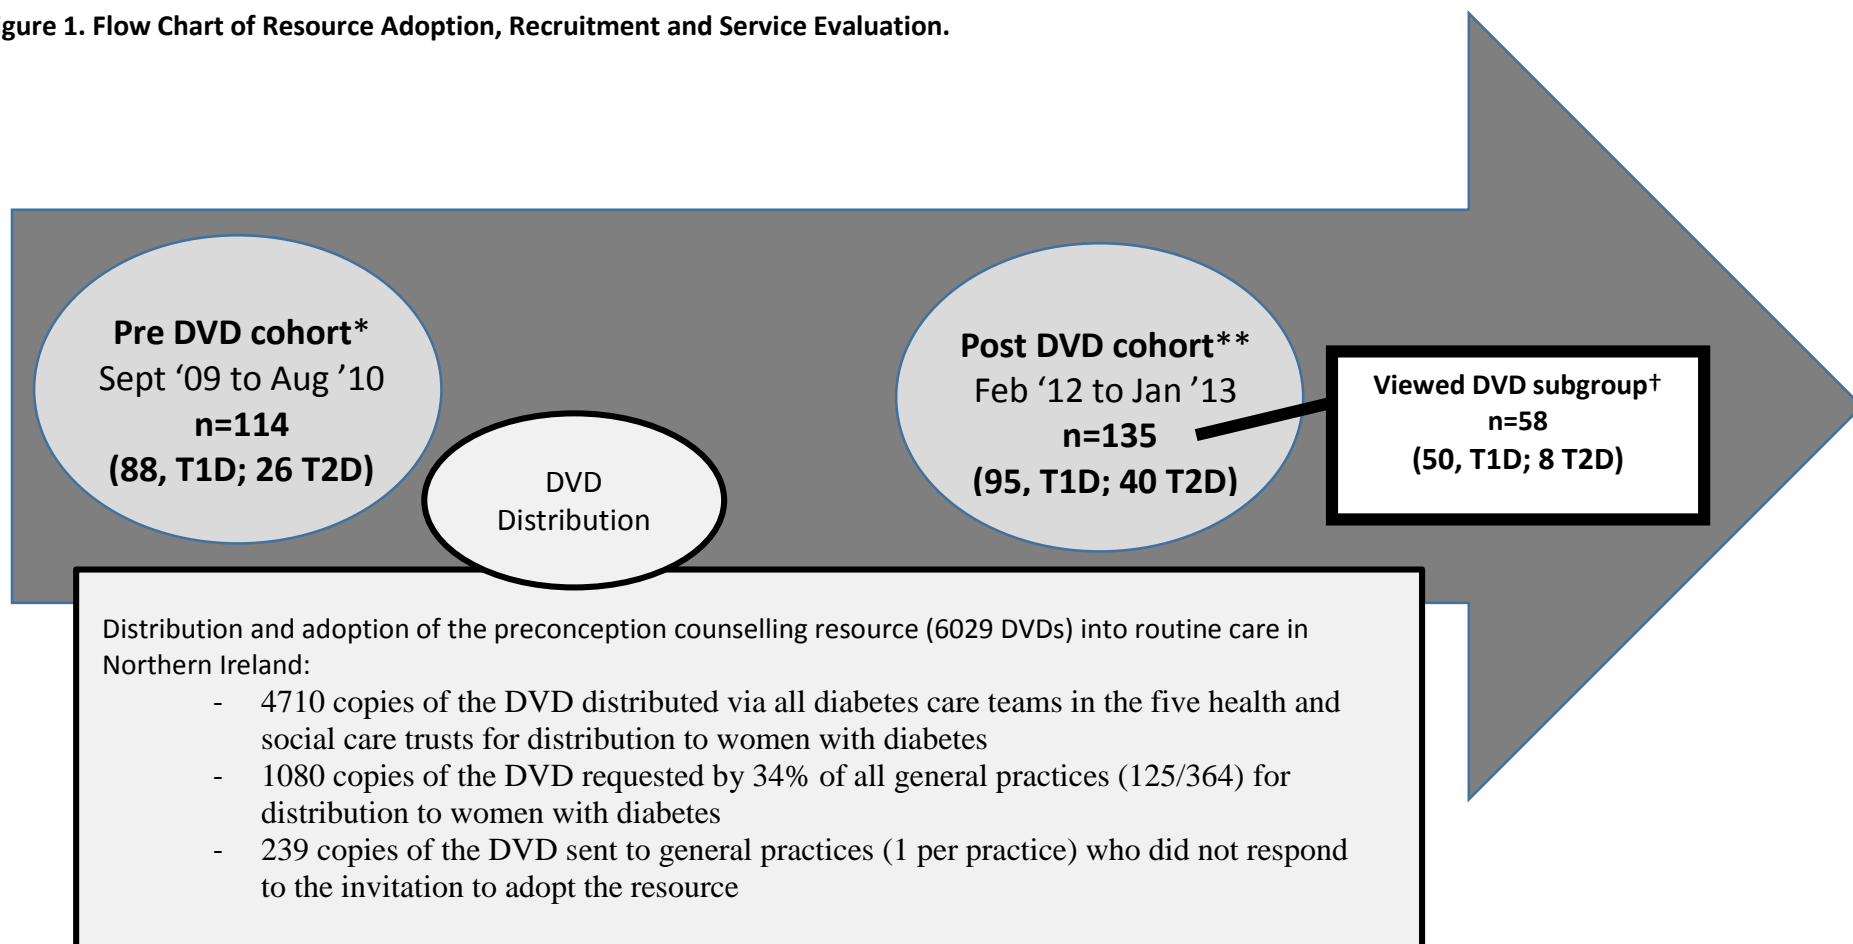 igure 1. Flow Chart of Resource Adoption, Recruitment and Service Evaluation.
Pre DVD cohort*
Sept ‘09 to Aug ’10
n=114
(88, T1D; 26 T2D)
DVD
Distribution
Post DVD cohort**
Feb ‘12 to Jan ’13
n=135
(95, T1D; 40 T2D)
Viewed DVD subgroup†
n=58
(50, T1D; 8 T2D)
Distribution and adoption of the preconception counselling resource (6029 DVDs) into routine care in
Northern Ireland:
- 4710 copies of the DVD distributed via all diabetes care teams in the five health and
social care trusts for distribution to women with diabetes
- 1080 copies of the DVD requested by 34% of all general practices (125/364) for
distribution to women with diabetes
- 239 copies of the DVD sent to general practices (1 per practice) who did not respond
to the invitation to adopt the resource